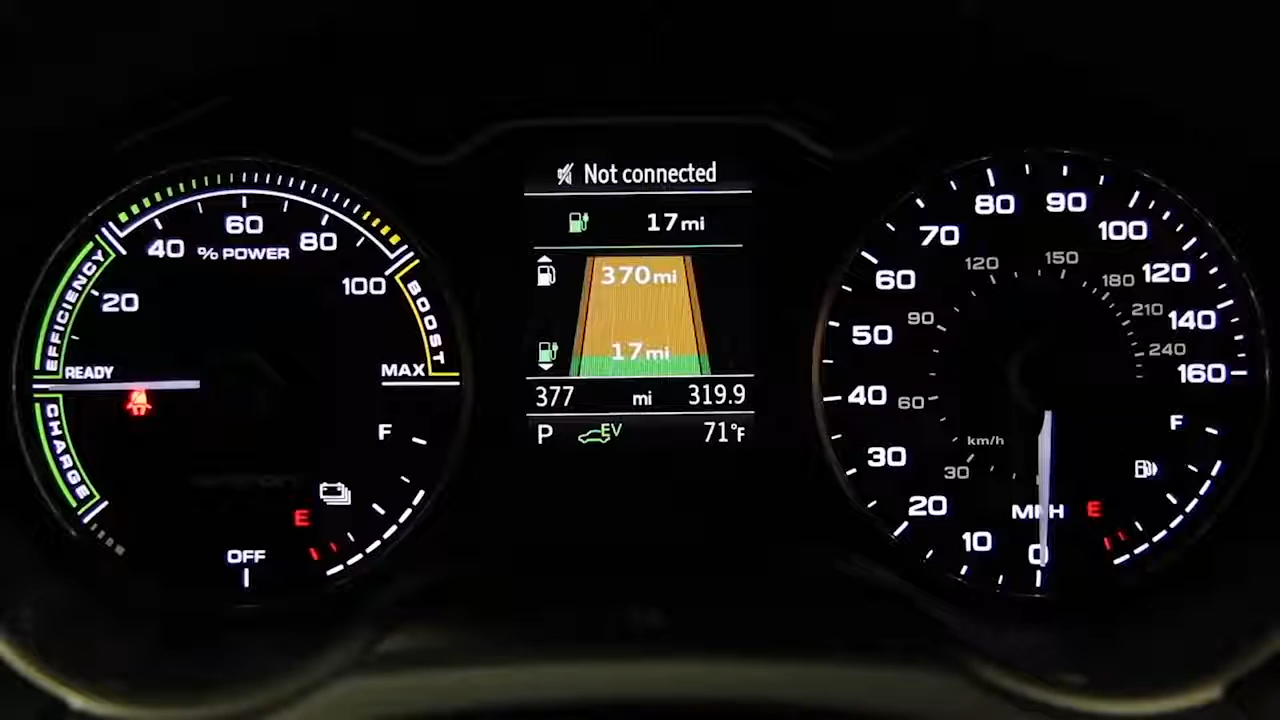 EFFICIENCY
CHARGE
READY
20
40
60
80
100
% POWER
BOOST
MAX
OFF
F
E
Not connected
17 mi
370 mi
17 mi
377 mi 319.9
P EV 71°F
0
10
20
30
40
50
60
70
80
90
100
120
140
160
MPH
km/h
30
60
90
120
150
180
210
240
F
E